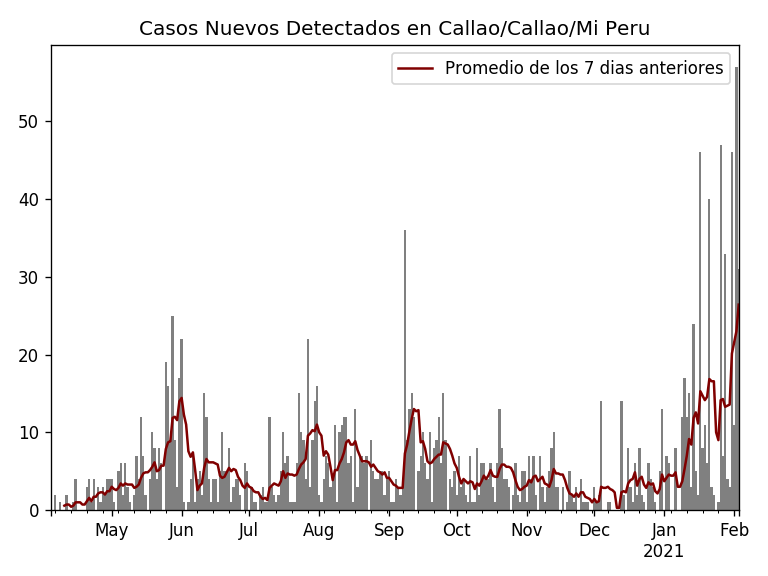 Casos Nuevos Detectados en Callao/Callao/Mi Peru
Promedio de los 7 dias anteriores
50
40
30
20
10
0
May Jun Jul Aug Sep Oct Nov Dec Jan Feb
2021